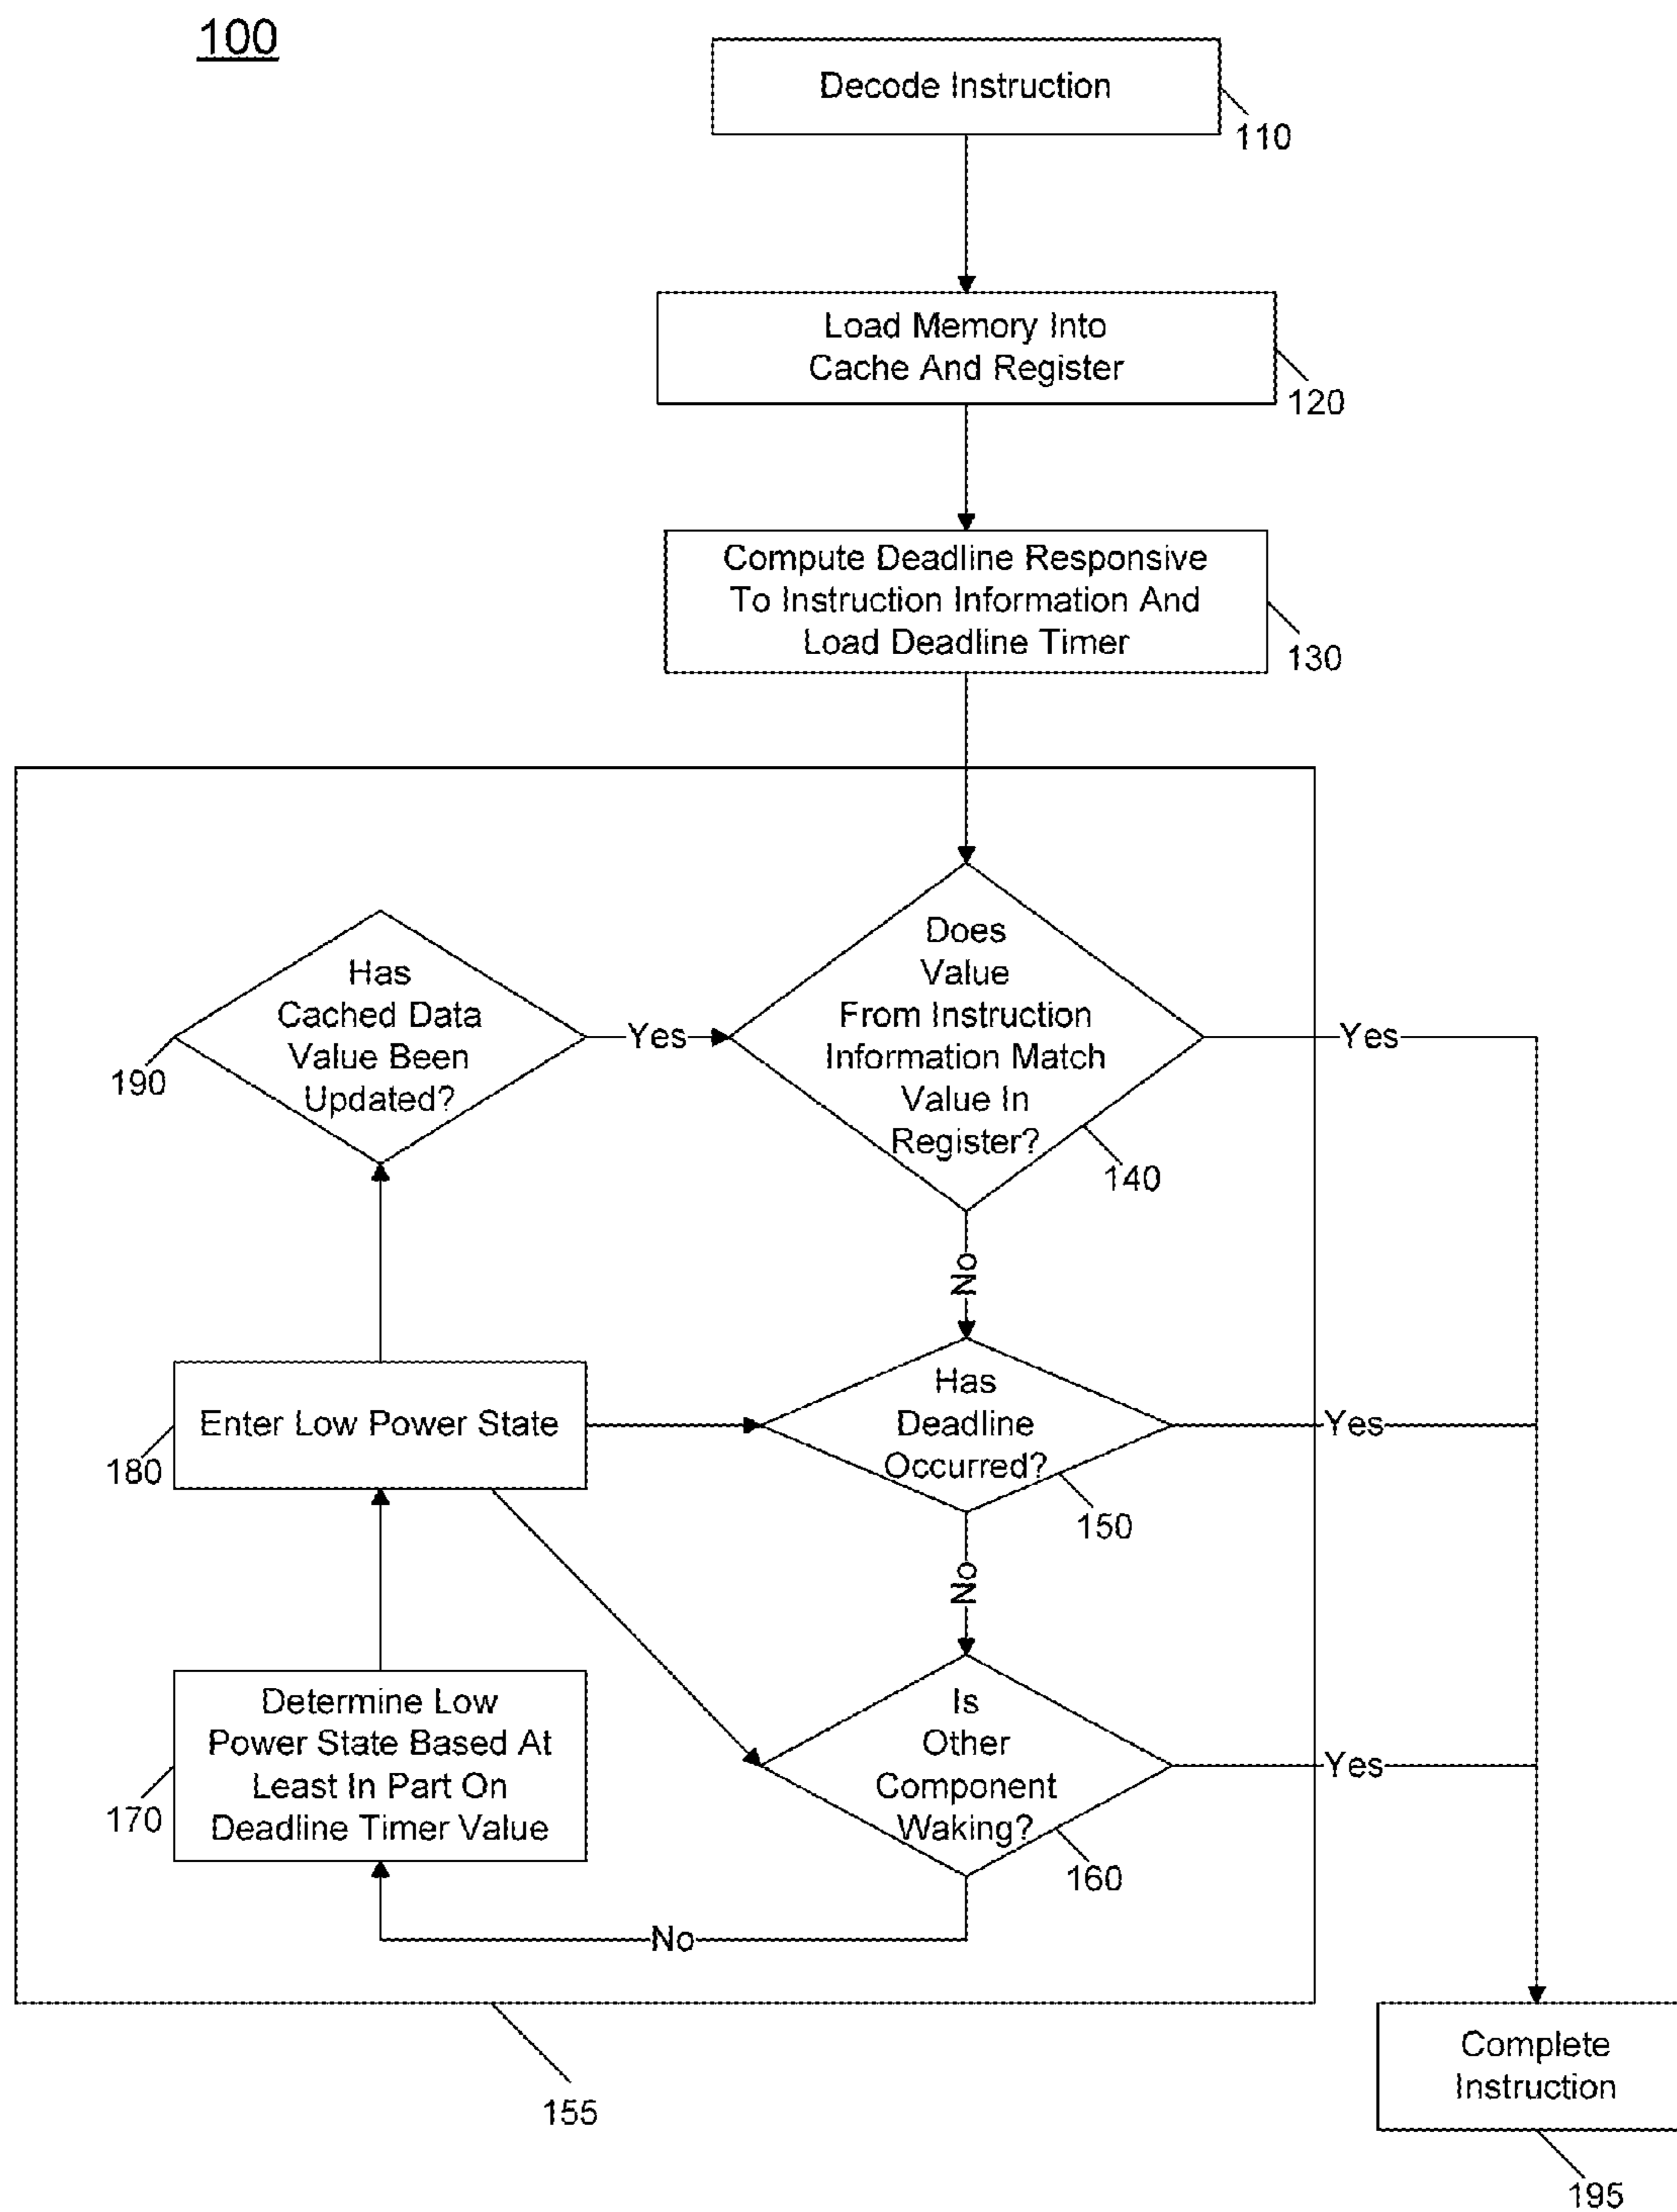 100
Decode Instruction
110
Load Memory Into
Cache And Register
120
Compute Deadline Responsive
To Instruction Information And
Load Deadline Timer
130
Has
Cached Data
Value Been
Updated?
190
Yes
Does
Value
From Instruction
Information Match
Value In
Register?
140
Yes
No
Enter Low Power State
180
Has
Deadline
Occurred?
150
Yes
No
Determine Low
Power State Based At
Least In Part On
Deadline Timer Value
170
Is
Other
Component
Waking?
160
Yes
No
155
Complete
Instruction
195